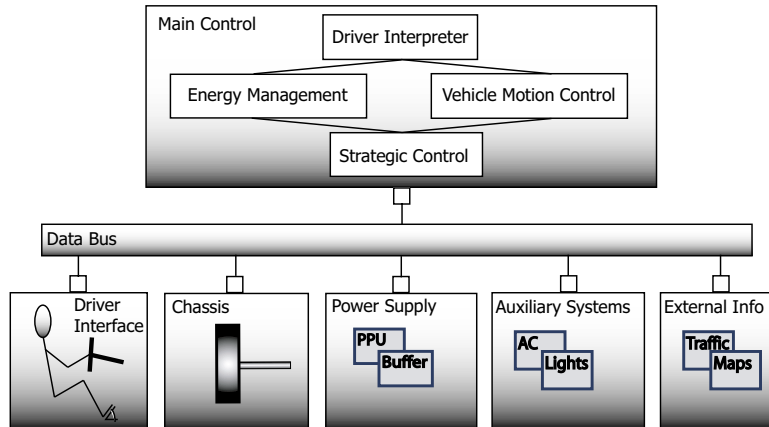 Main Control
Driver Interpreter
Energy Management
Vehicle Motion Control
Strategic Control
Data Bus
Driver
Interface
Chassis
Power Supply
PPU
Buffer
Auxiliary Systems
AC
Lights
External Info
Traffic
Maps